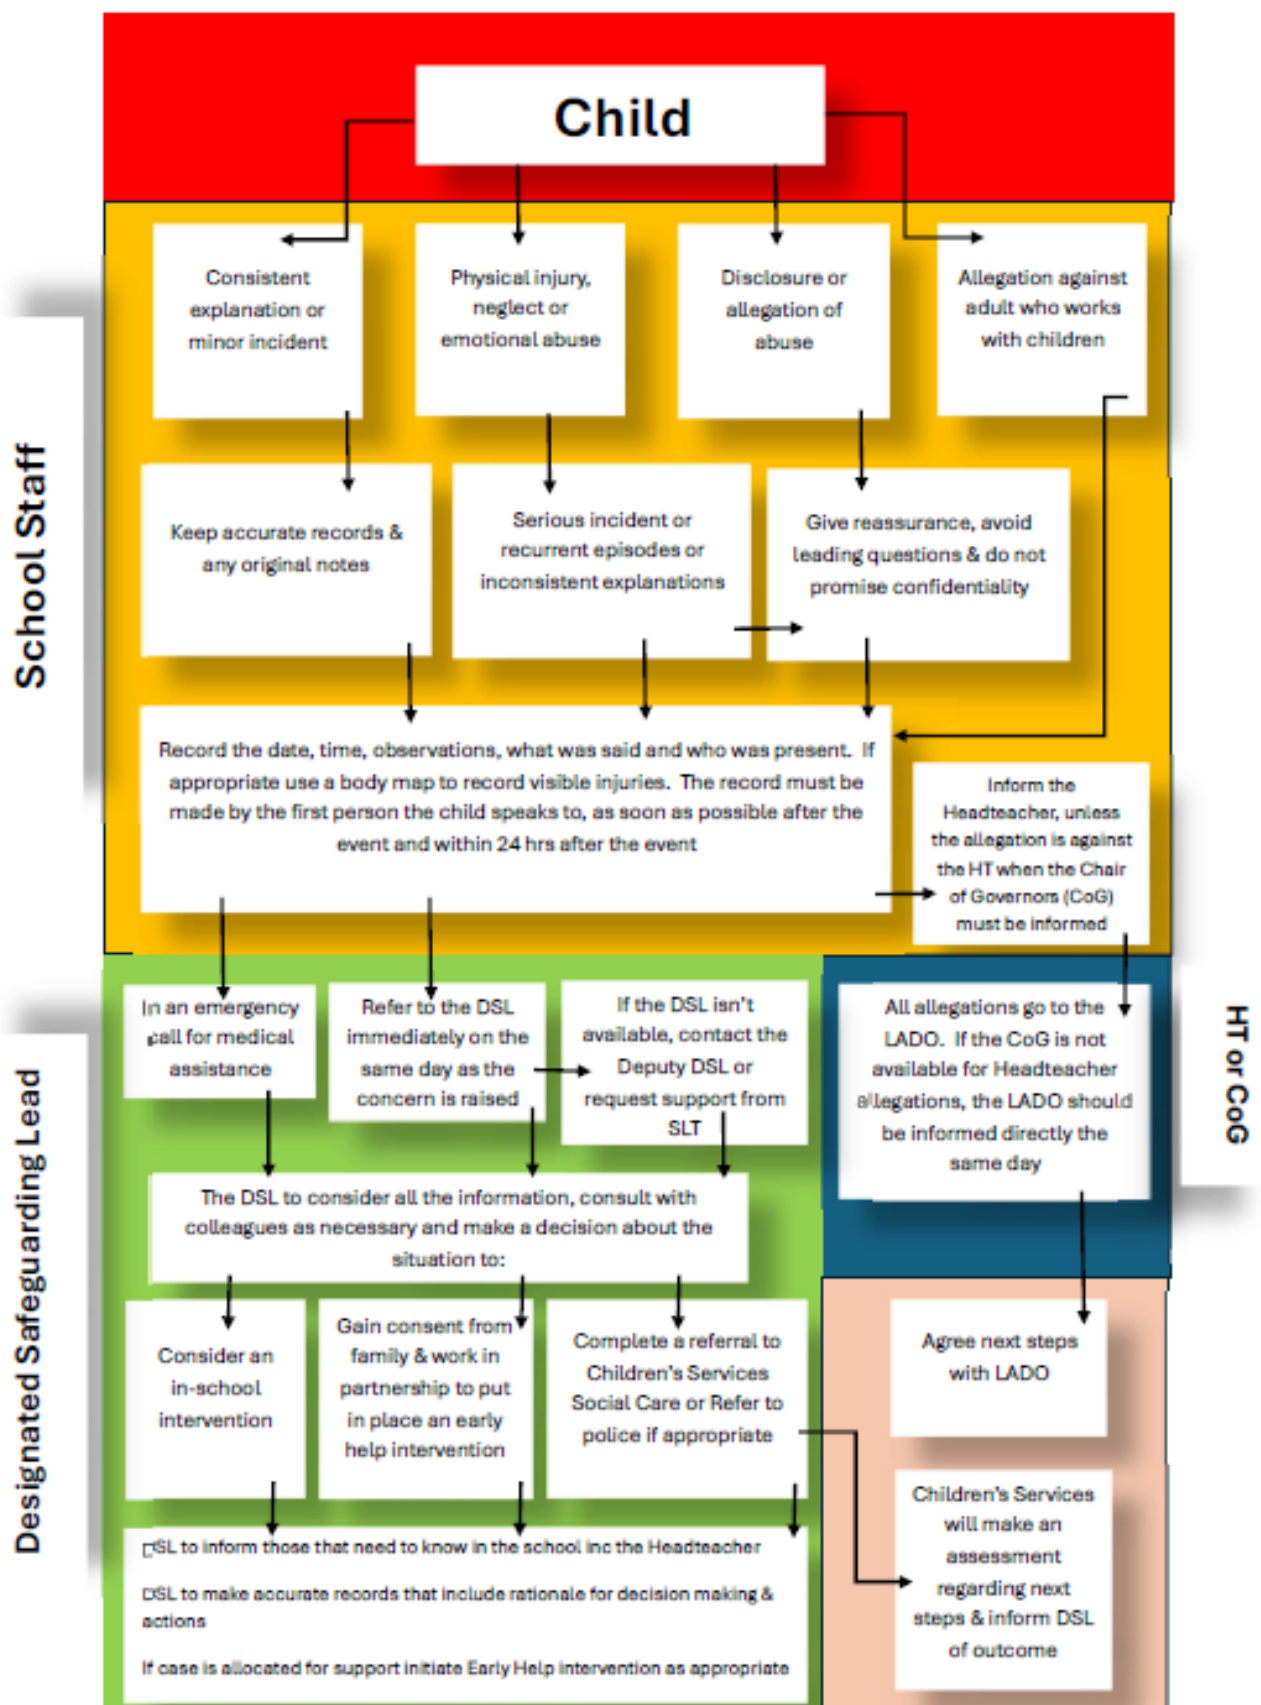 Child
Consistent
explanation or
minor incident
Physical injury,
neglect or
emotional abuse
Disclosure or
allegation of
abuse
Allegation against
adult who works
with children
School Staff
Keep accurate records &
any original notes
Serious incident or
recurrent episodes or
inconsistent explanations
Give reassurance, avoid
leading questions & do not
promise confidentiality
Record the date, time, observations, what was said and who was present. If
appropriate use a body map to record visible injuries. The record must be
made by the first person the child speaks to, as soon as possible after the
event and within 24 hrs after the event
Inform the
Headteacher, unless
the allegation is against
the HT when the Chair
of Governors (CoG)
must be informed
In an emergency
call for medical
assistance
Refer to the DSL
immediately on the
same day as the
concern is raised
If the DSL isn't
available, contact the
Deputy DSL or
request support from
SLT
All allegations go to the
LADO. If the CoG is not
available for Headteacher
allegations, the LADO should
be informed directly the
same day
HT or CoG
Designated Safeguarding Lead
The DSL to consider all the information, consult with
colleagues as necessary and make a decision about the
situation to:
Consider an
in-school
intervention
Gain consent from
family & work in
partnership to put
in place an early
help intervention
Complete a referral to
Children's Services
Social Care or Refer to
police if appropriate
Agree next steps
with LADO
DSL to inform those that need to know in the school inc the Headteacher
DSL to make accurate records that include rationale for decision making &
actions
If case is allocated for support initiate Early Help intervention as appropriate
Children's Services
will make an
assessment
regarding next
steps & inform DSL
of outcome